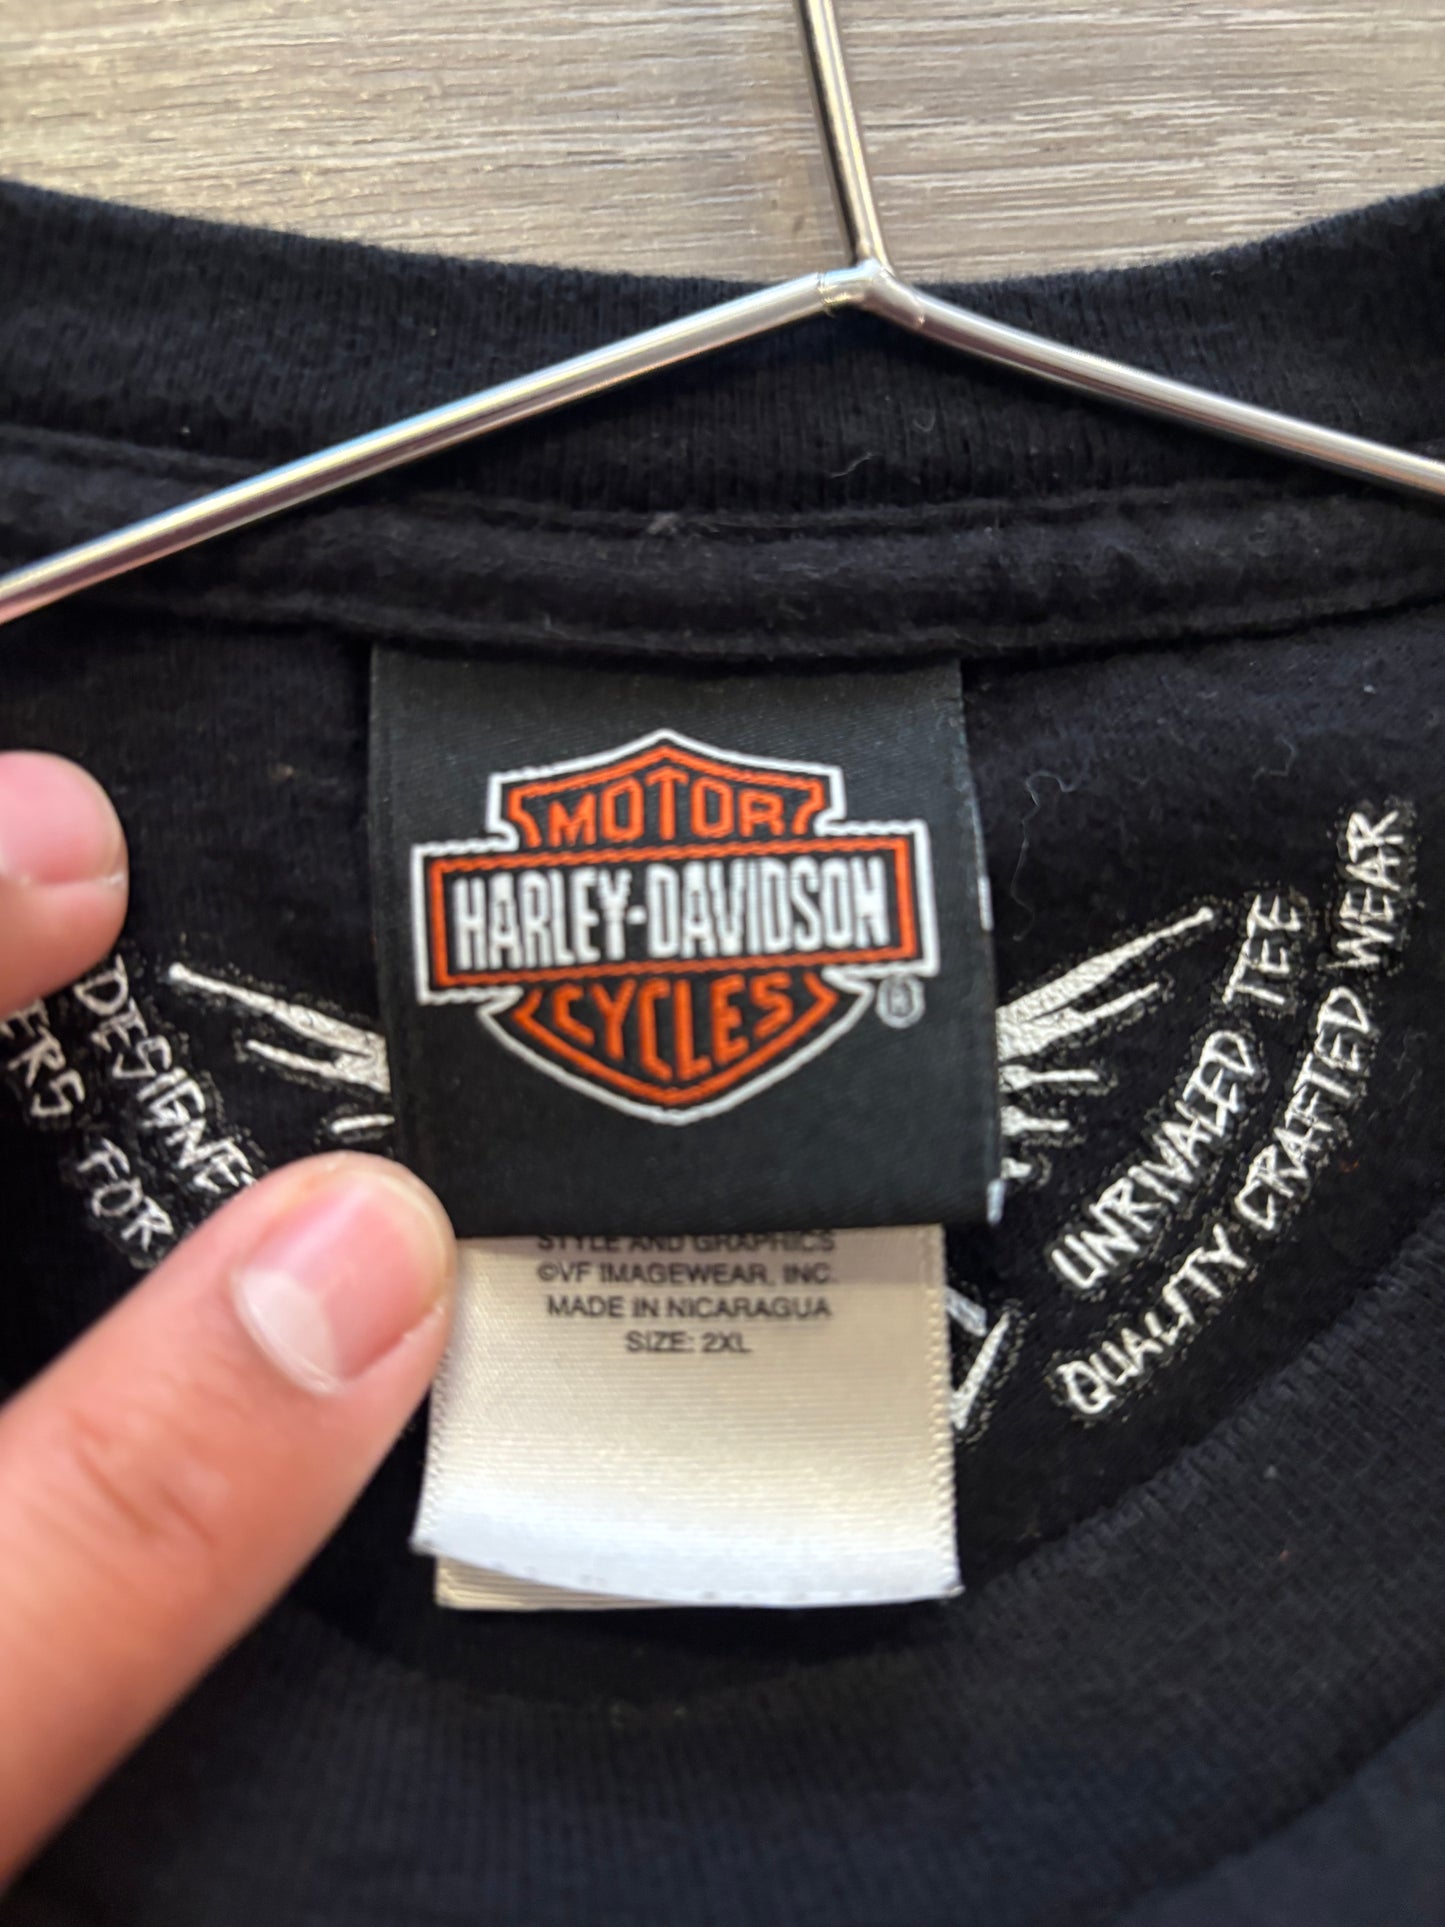 MOTOR
HARLEY-DAVIDSON
CYCLES
®
STYLE AND GRAPHICS
©VF IMAGEWEAR, INC.
MADE IN NICARAGUA
SIZE: 2XL
UNRIVALED TEE
QUALITY CRAFTED WEAR
FOR